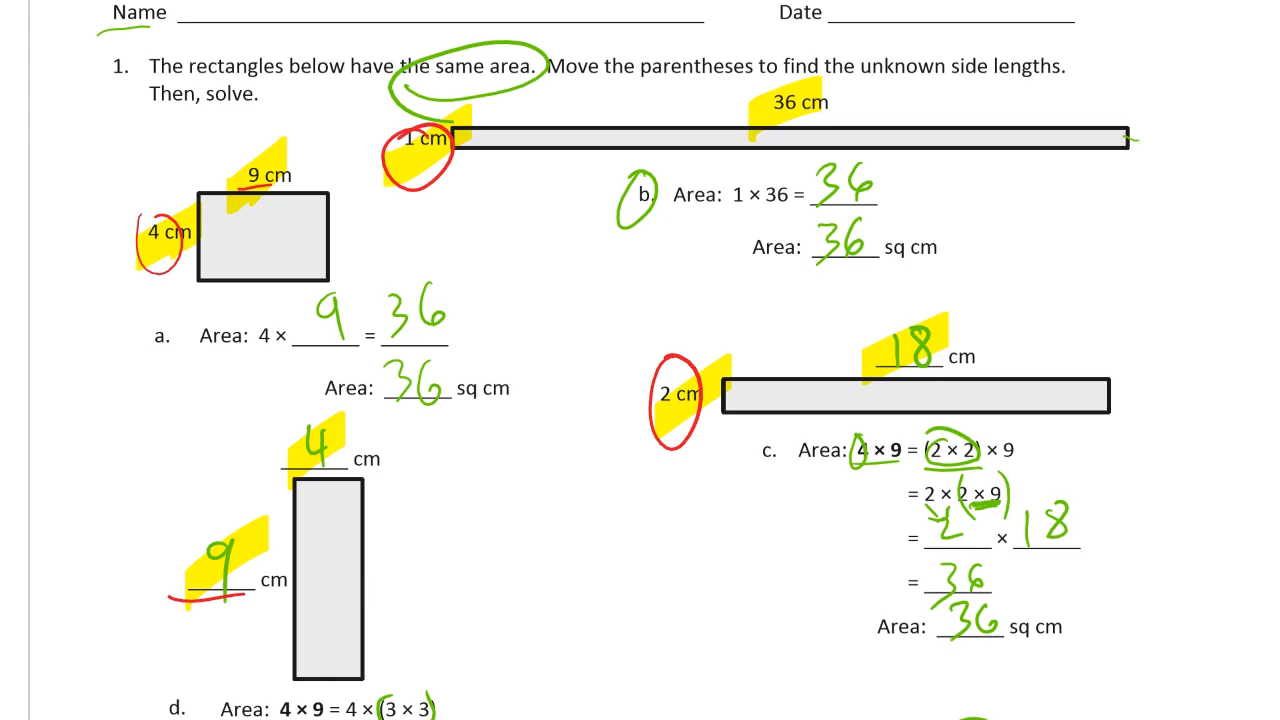 Name ____ Date ____
1. The rectangles below have the same area. Move the parentheses to find the unknown side lengths.
Then, solve.
36 cm
1 cm
9 cm
4 cm
b. Area: 1 × 36 = 36
Area: 36 sq cm
a. Area: 4 × 9 = 36
Area: 36 sq cm
18 cm
2 cm
4 cm
9 cm
c. Area: 4 × 9 = (2 × 2) × 9
= 2 × (2 × 9)
= 2 × 18
= 36
Area: 36 sq cm
d. Area: 4 × 9 = 4 × (3 × 3)